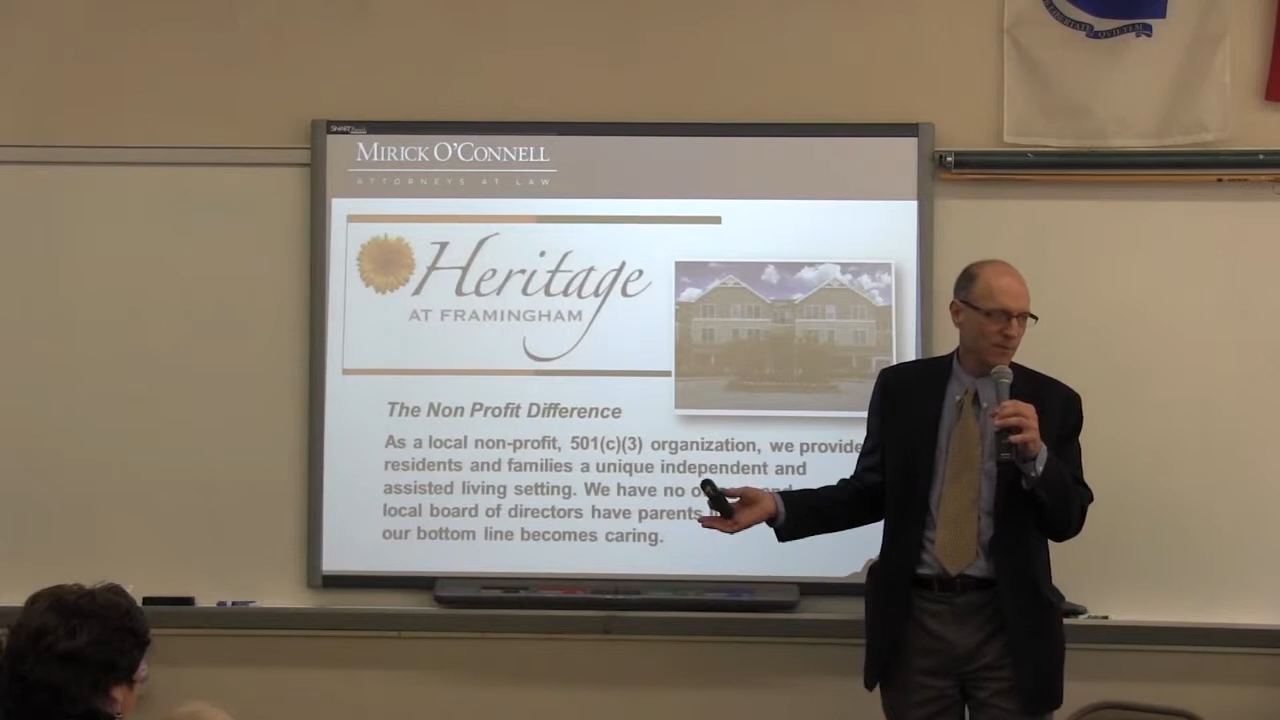 QVIETEM
SMART
MIRICK O'CONNELL
ATTORNEYS AT LAW
Heritage
AT FRAMINGHAM
The Non Profit Difference
As a local non-profit, 501(c)(3) organization, we provide
residents and families a unique independent and
assisted living setting. We have no
local board of directors have parents
our bottom line becomes caring.